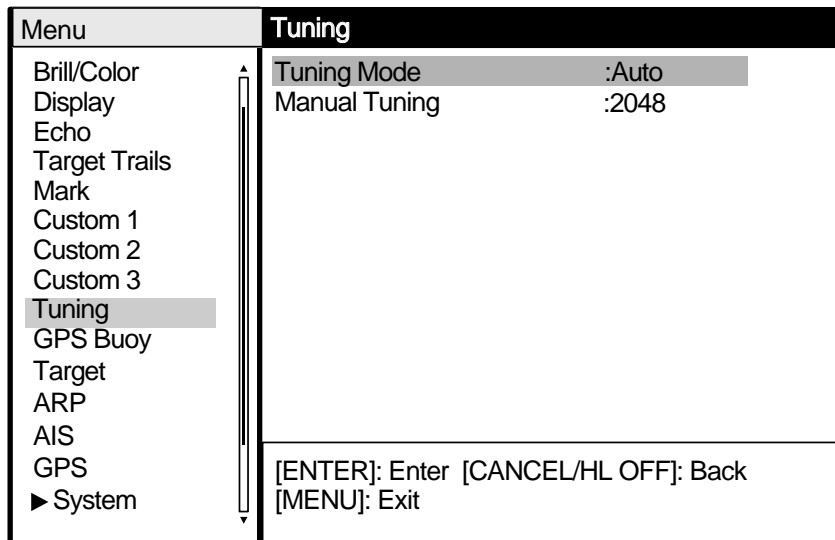 Menu
Brill/Color
Display
Echo
Target Trails
Mark
Custom 1
Custom 2
Custom 3
Tuning
GPS Buoy
Target
ARP
AIS
GPS
▶System
Tuning
Tuning Mode :Auto
Manual Tuning :2048
[ENTER]: Enter [CANCEL/HL OFF]: Back
[MENU]: Exit